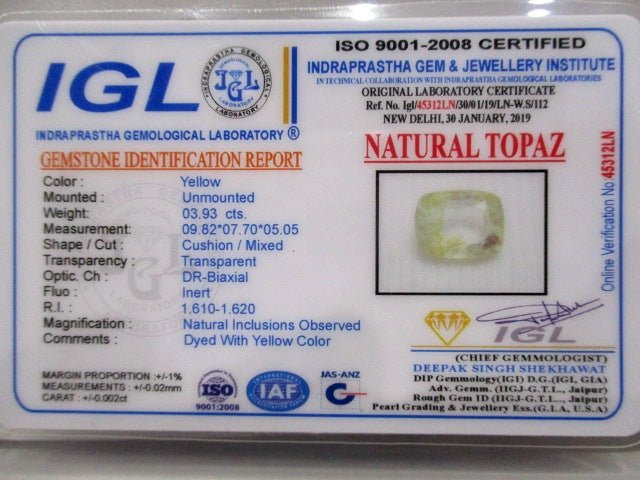 IGL
INDRAPRASTHA GEMOLOGICAL LABORATORY ®
ISO 9001-2008 CERTIFIED
INDRAPRASTHA GEM & JEWELLERY INSTITUTE
IN TECHNICAL COLLABORATION WITH INDRAPRASTHA GEMOLOGICAL LABORATORIES
ORIGINAL LABORATORY CERTIFICATE
Ref. No. Igl/45312LN/30/01/19/LN-W.S/112
NEW DELHI, 30 JANUARY, 2019
GEMSTONE IDENTIFICATION REPORT
NATURAL TOPAZ
Color : Yellow
Mounted : Unmounted
Weight: 03.93 cts.
Measurement: 09.82*07.70*05.05
Shape / Cut : Cushion / Mixed
Transparency : Transparent
Optic. Ch : DR-Biaxial
Fluo : Inert
R.I. : 1.610-1.620
Magnification : Natural Inclusions Observed
Comments : Dyed With Yellow Color
MARGIN PROPORTION :+/-1%
MEASUREMENTS : +/-0.02mm
CARAT : +/-0.002ct
ISO
9001:2008
IAF
JAS-ANZ
Online Verification No:45312LN
IGL
(CHIEF GEMMOLOGIST)
DEEPAK SINGH SHEKHAWAT
DIP Gemmology(IGI) D.G.(IGI, GIA)
Adv. Gemm. (IIGJ-G.T.L., Jaipur)
Rough Gem 1D (IIGJ-G.T.L., Jaipur)
Pearl Grading & Jewellery Ess.(G.I.A, U.S.A)